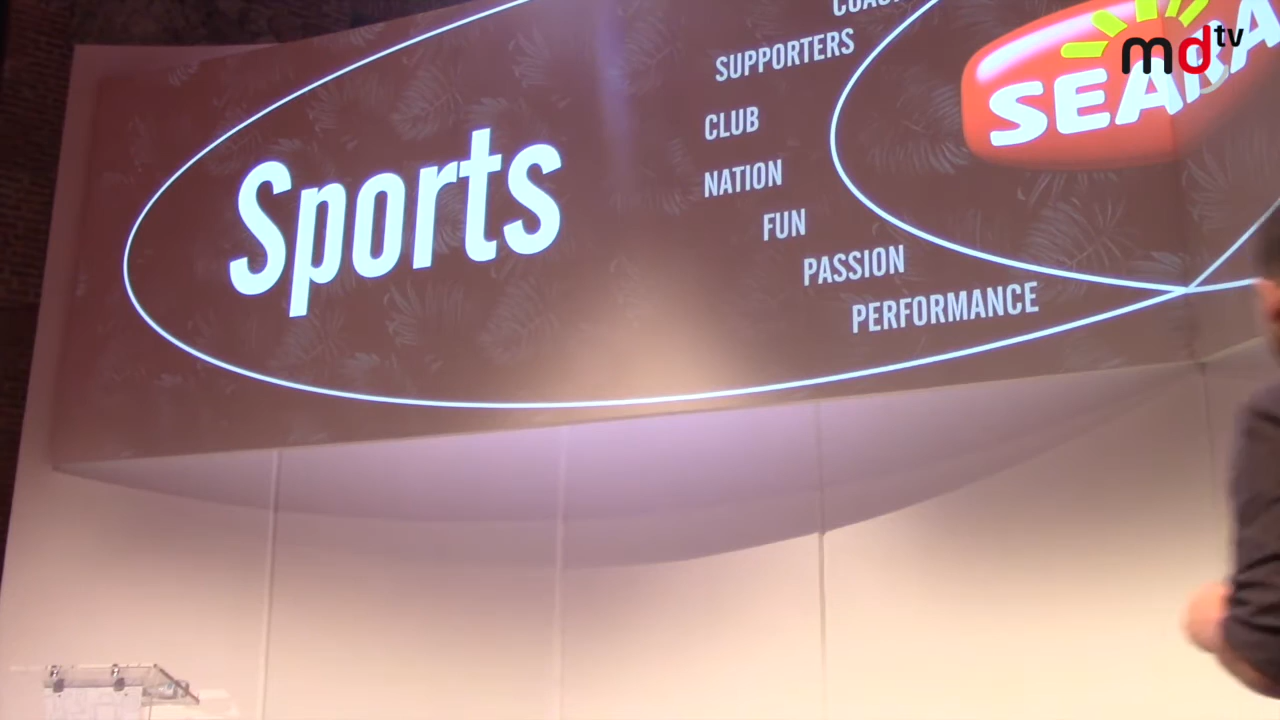 SUPPORTERS
CLUB
NATION
FUN
PASSION
PERFORMANCE
Sports
mdtv